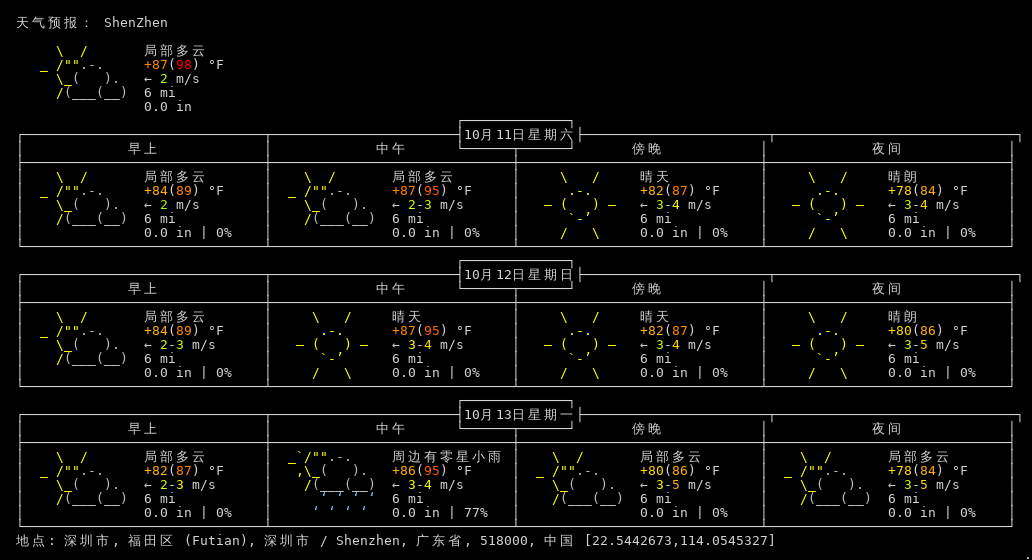 天气预报： ShenZhen
局部多云
+87(98) °F
← 2 m/s
6 mi
0.0 in
10月11日星期六
早上 中午 傍晚 夜间
局部多云 局部多云 晴天 晴朗
+84(89) °F +87(95) °F +82(87) °F +78(84) °F
← 2 m/s ← 2-3 m/s ← 3-4 m/s ← 3-4 m/s
6 mi 6 mi 6 mi 6 mi
0.0 in | 0% 0.0 in | 0% 0.0 in | 0% 0.0 in | 0%
10月12日星期日
早上 中午 傍晚 夜间
局部多云 晴天 晴天 晴朗
+84(89) °F +87(95) °F +82(87) °F +80(86) °F
← 2-3 m/s ← 3-4 m/s ← 3-4 m/s ← 3-5 m/s
6 mi 6 mi 6 mi 6 mi
0.0 in | 0% 0.0 in | 0% 0.0 in | 0% 0.0 in | 0%
10月13日星期一
早上 中午 傍晚 夜间
局部多云 周边有零星小雨 局部多云 局部多云
+82(87) °F +86(95) °F +80(86) °F +78(84) °F
← 2-3 m/s ← 3-4 m/s ← 3-5 m/s ← 3-5 m/s
6 mi 6 mi 6 mi 6 mi
0.0 in | 0% 0.0 in | 77% 0.0 in | 0% 0.0 in | 0%
地点: 深圳市, 福田区 (Futian), 深圳市 / Shenzhen, 广东省, 518000, 中国 [22.5442673,114.0545327]